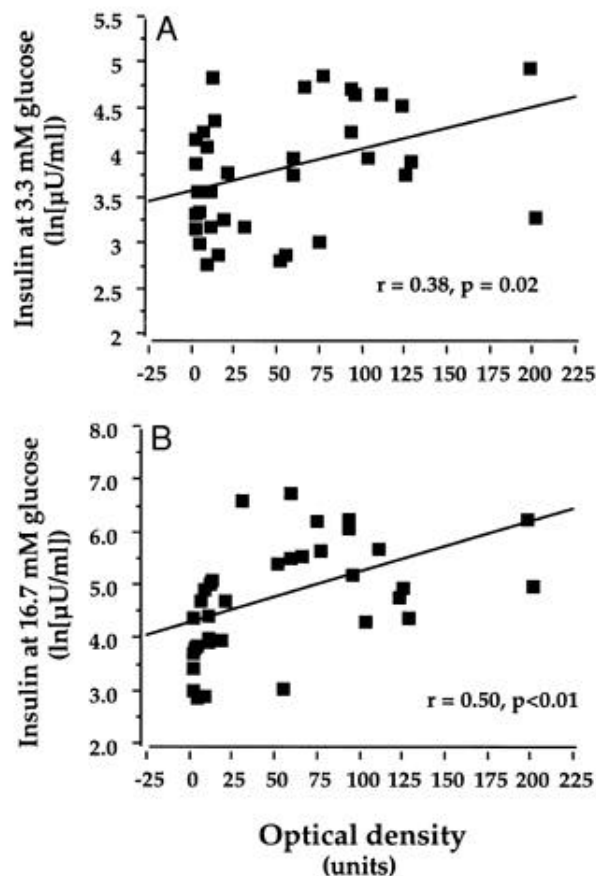 A
Insulin at 3.3 mM glucose
(ln[µU/ml])
5.5
5
4.5
4
3.5
3
2.5
2
r = 0.38, p = 0.02
-25 0 25 50 75 100 125 150 175 200 225
B
Insulin at 16.7 mM glucose
(ln[µU/ml])
8.0
7.0
6.0
5.0
4.0
3.0
2.0
r = 0.50, p<0.01
-25 0 25 50 75 100 125 150 175 200 225
Optical density
(units)